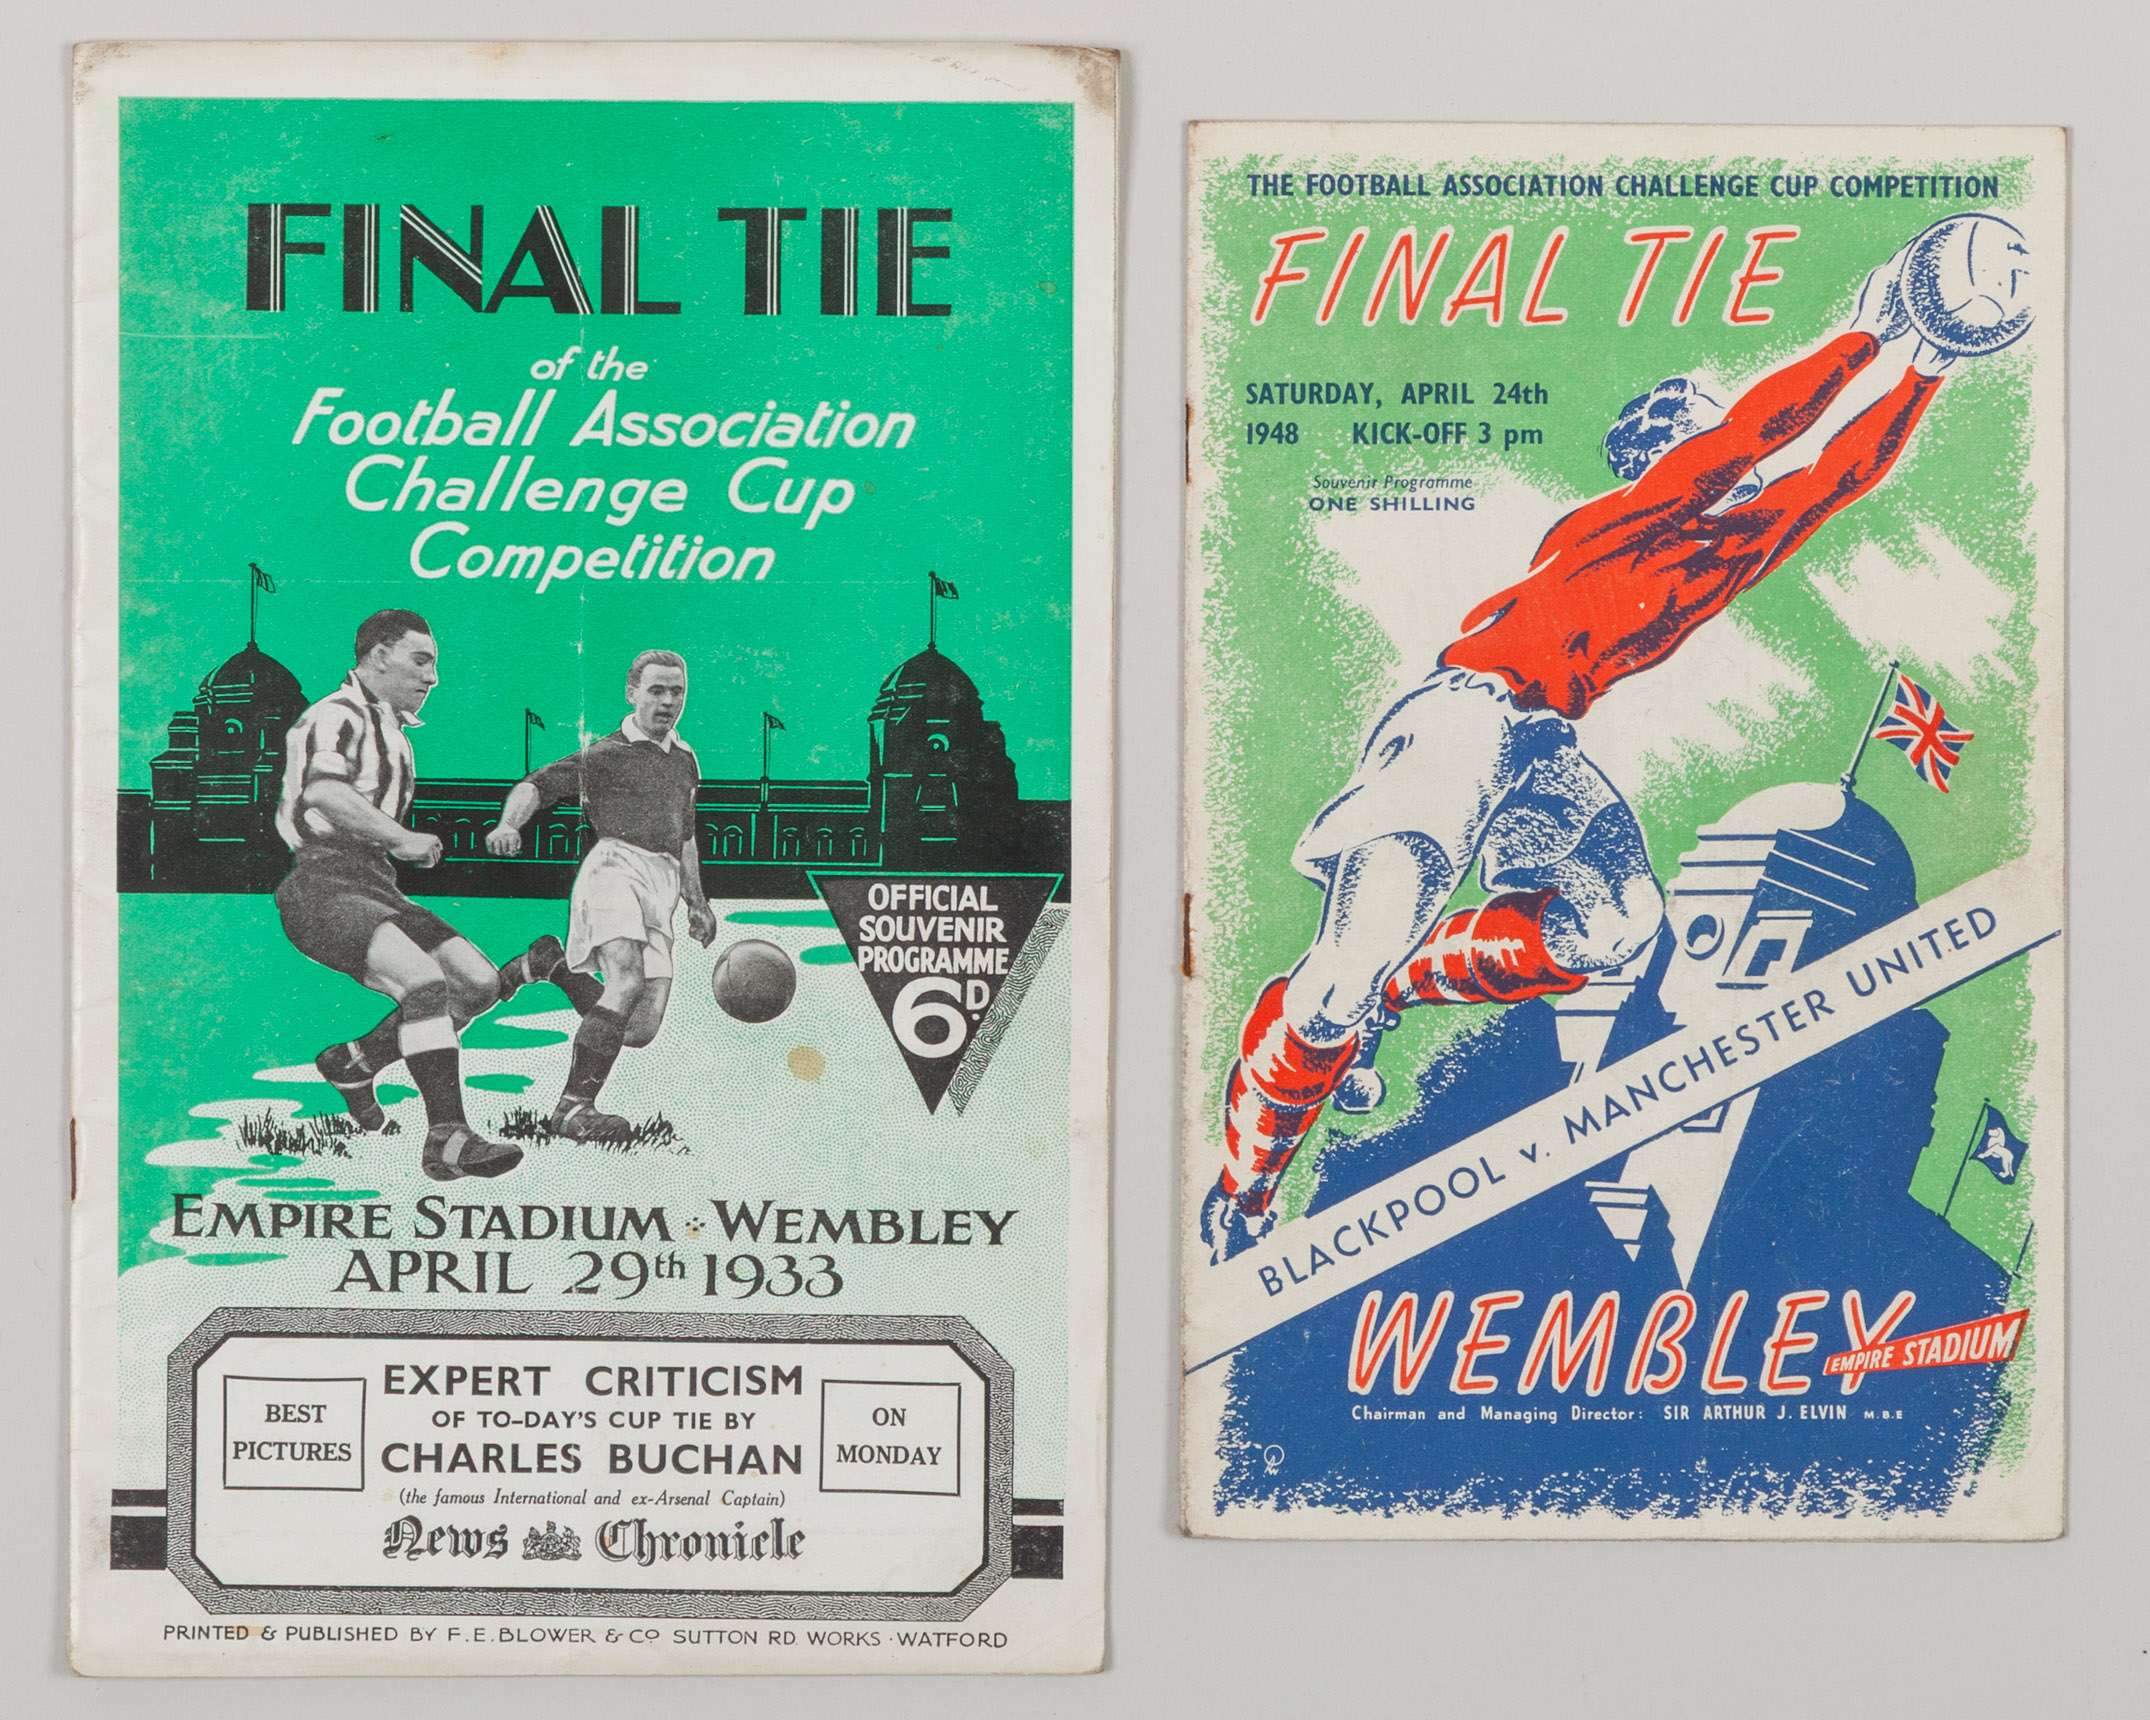 FINAL TIE
of the
Football Association
Challenge Cup
Competition
OFFICIAL
SOUVENIR
PROGRAMME
6D.
EMPIRE STADIUM · WEMBLEY
APRIL 29th 1933
BEST
PICTURES
EXPERT CRITICISM
OF TO-DAY'S CUP TIE BY
CHARLES BUCHAN
(the famous International and ex-Arsenal Captain)
News Chronicle
ON
MONDAY
PRINTED & PUBLISHED BY F.E. BLOWER & Co SUTTON RD. WORKS · WATFORD
THE FOOTBALL ASSOCIATION CHALLENGE CUP COMPETITION
FINAL TIE
SATURDAY, APRIL 24th
1948 KICK-OFF 3 pm
Souvenir Programme
ONE SHILLING
BLACKPOOL v. MANCHESTER UNITED
WEMBLEY
EMPIRE STADIUM
Chairman and Managing Director: SIR ARTHUR J. ELVIN M.B.E